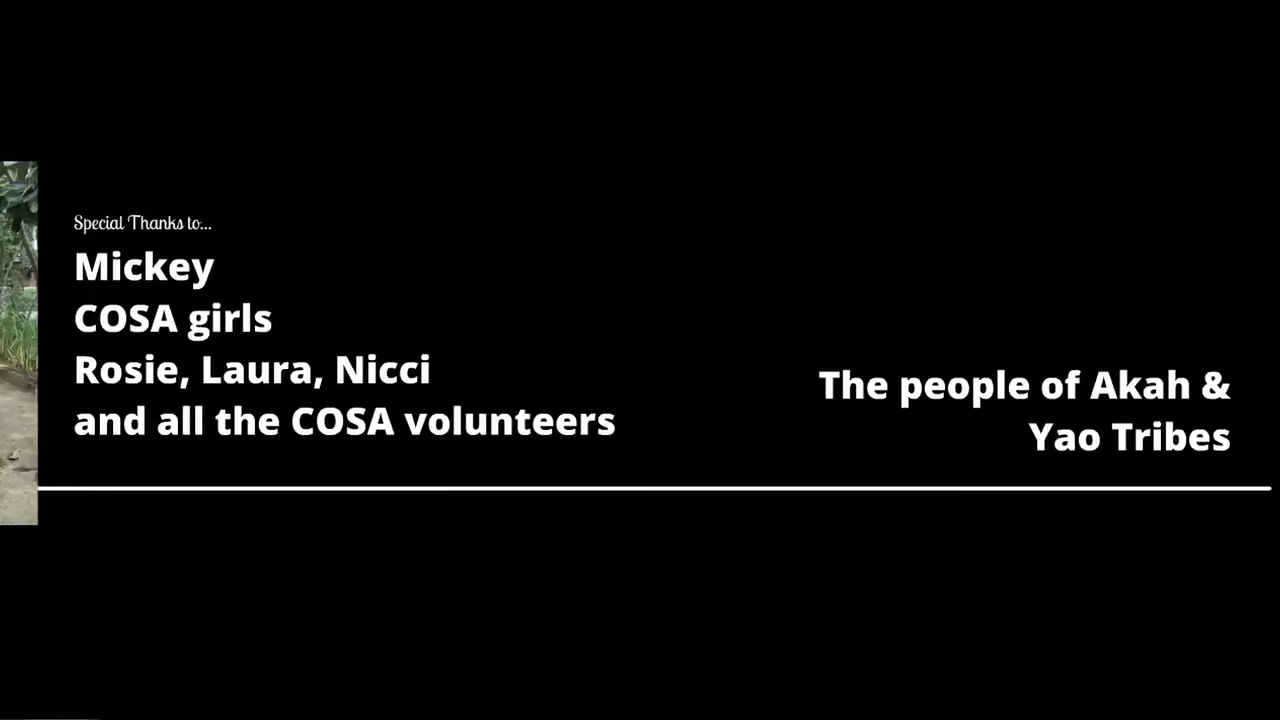 Special Thanks to...
Mickey
COSA girls
Rosie, Laura, Nicci
and all the COSA volunteers
The people of Akah &
Yao Tribes